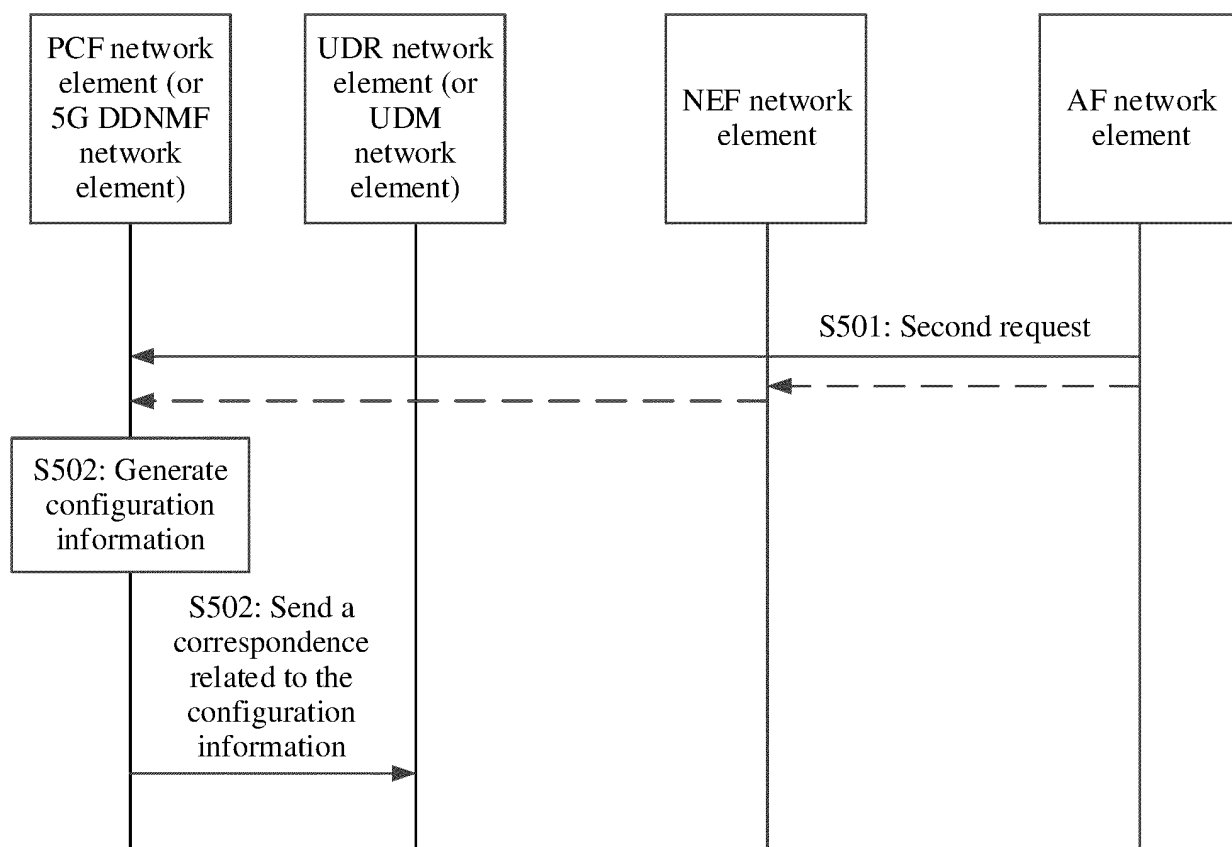 PCF network
element (or
5G DDNMF
network
element)
UDR network
element (or
UDM
network
element)
NEF network
element
AF network
element
S501: Second request
S502: Generate
configuration
information
S502: Send a
correspondence
related to the
configuration
information